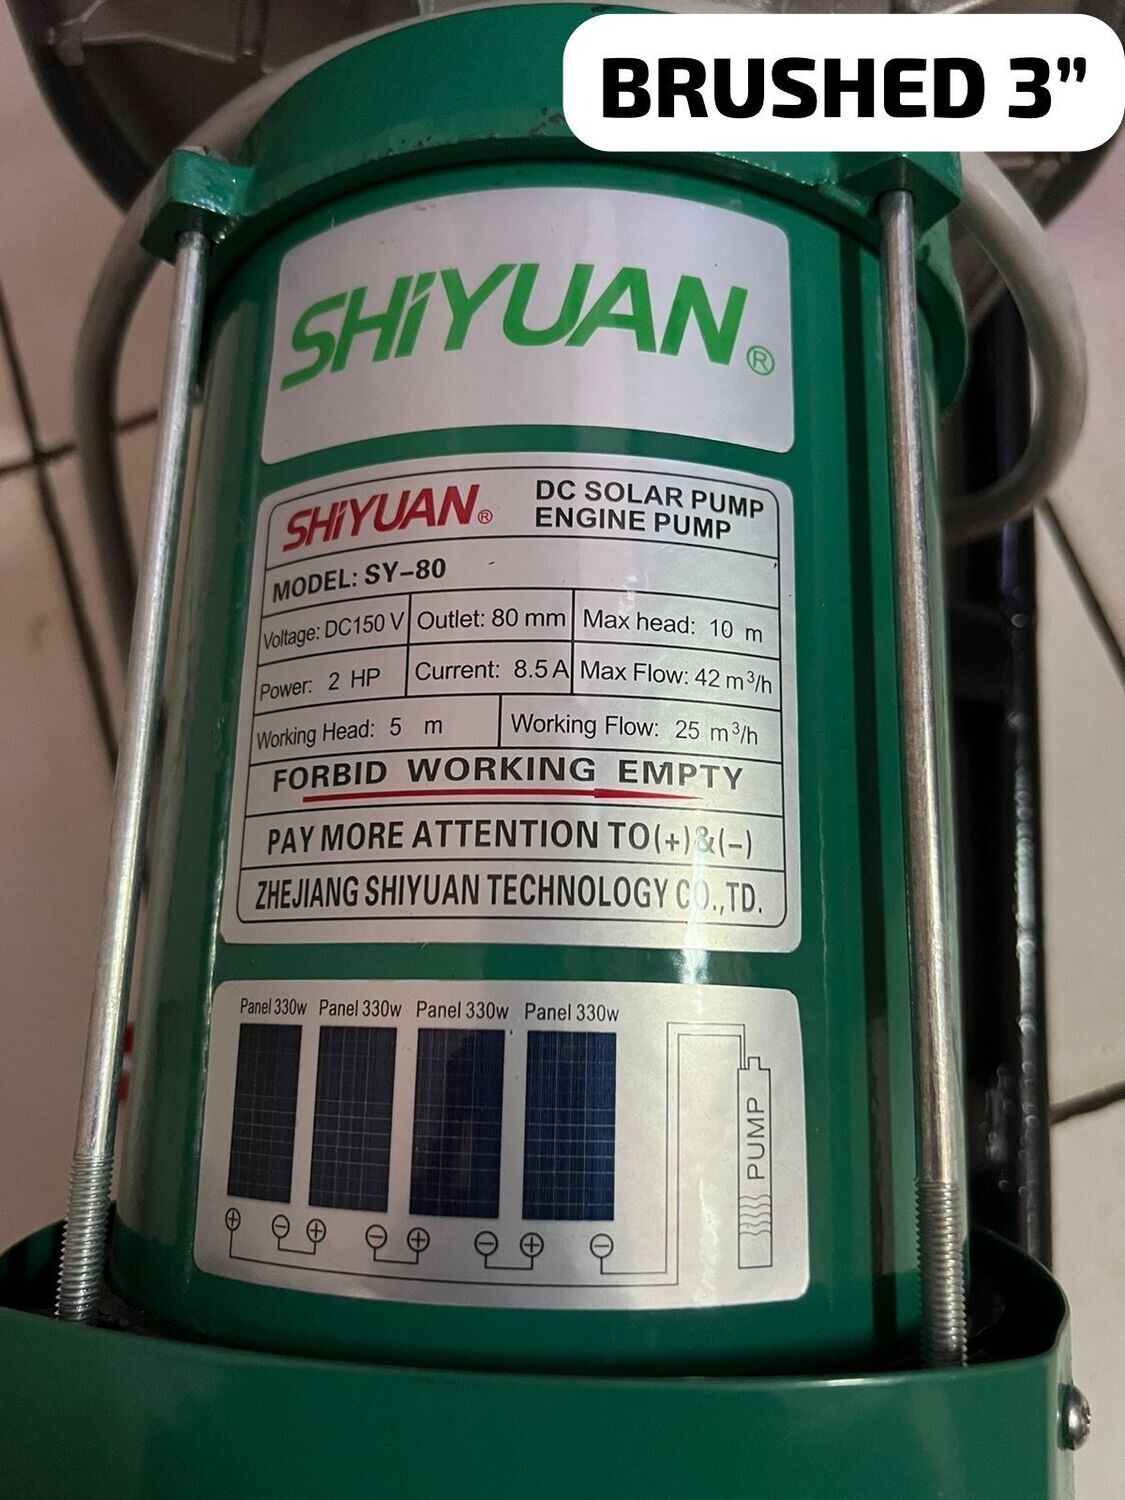 BRUSHED 3”
SHiYUAN®
SHiYUAN®
DC SOLAR PUMP
ENGINE PUMP
MODEL: SY-80
Voltage: DC150 V Outlet: 80 mm Max head: 10 m
Power: 2 HP Current: 8.5 A Max Flow: 42 m³/h
Working Head: 5 m Working Flow: 25 m³/h
FORBID WORKING EMPTY
PAY MORE ATTENTION TO(+)&(-)
ZHEJIANG SHIYUAN TECHNOLOGY CO.,TD.
Panel 330w Panel 330w Panel 330w Panel 330w
PUMP
+ - + - + - + -